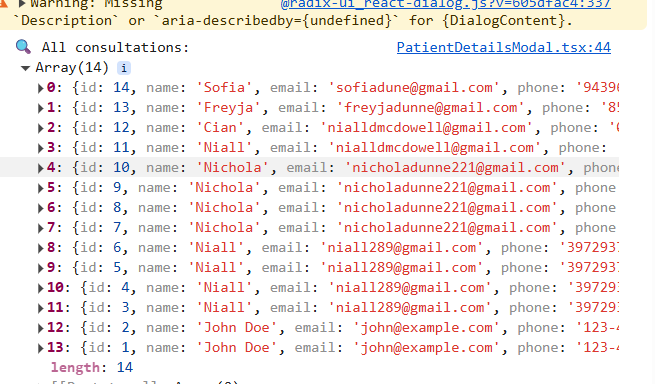 Warning: Missing @radix-ui_react-dialog.js?v=605dfac4:337
`Description` or `aria-describedby={undefined}` for {DialogContent}.
All consultations: PatientDetailsModal.tsx:44
Array(14) i
0: {id: 14, name: 'Sofia', email: 'sofiadune@gmail.com', phone: '94396
1: {id: 13, name: 'Freyja', email: 'freyjadunne@gmail.com', phone: '85
2: {id: 12, name: 'Cian', email: 'nialldmcdowell@gmail.com', phone: '0
3: {id: 11, name: 'Niall', email: 'nialldmcdowell@gmail.com', phone:
4: {id: 10, name: 'Nichola', email: 'nicholadunne221@gmail.com', phon
5: {id: 9, name: 'Nichola', email: 'nicholadunne221@gmail.com', phone
6: {id: 8, name: 'Nichola', email: 'nicholadunne221@gmail.com', phone
7: {id: 7, name: 'Nichola', email: 'nicholadunne221@gmail.com', phone
8: {id: 6, name: 'Niall', email: 'niall289@gmail.com', phone: '397293
9: {id: 5, name: 'Niall', email: 'niall289@gmail.com', phone: '397293
10: {id: 4, name: 'Niall', email: 'niall289@gmail.com', phone: '39729
11: {id: 3, name: 'Niall', email: 'niall289@gmail.com', phone: '39729
12: {id: 2, name: 'John Doe', email: 'john@example.com', phone: '123-4
13: {id: 1, name: 'John Doe', email: 'john@example.com', phone: '123-4
length: 14